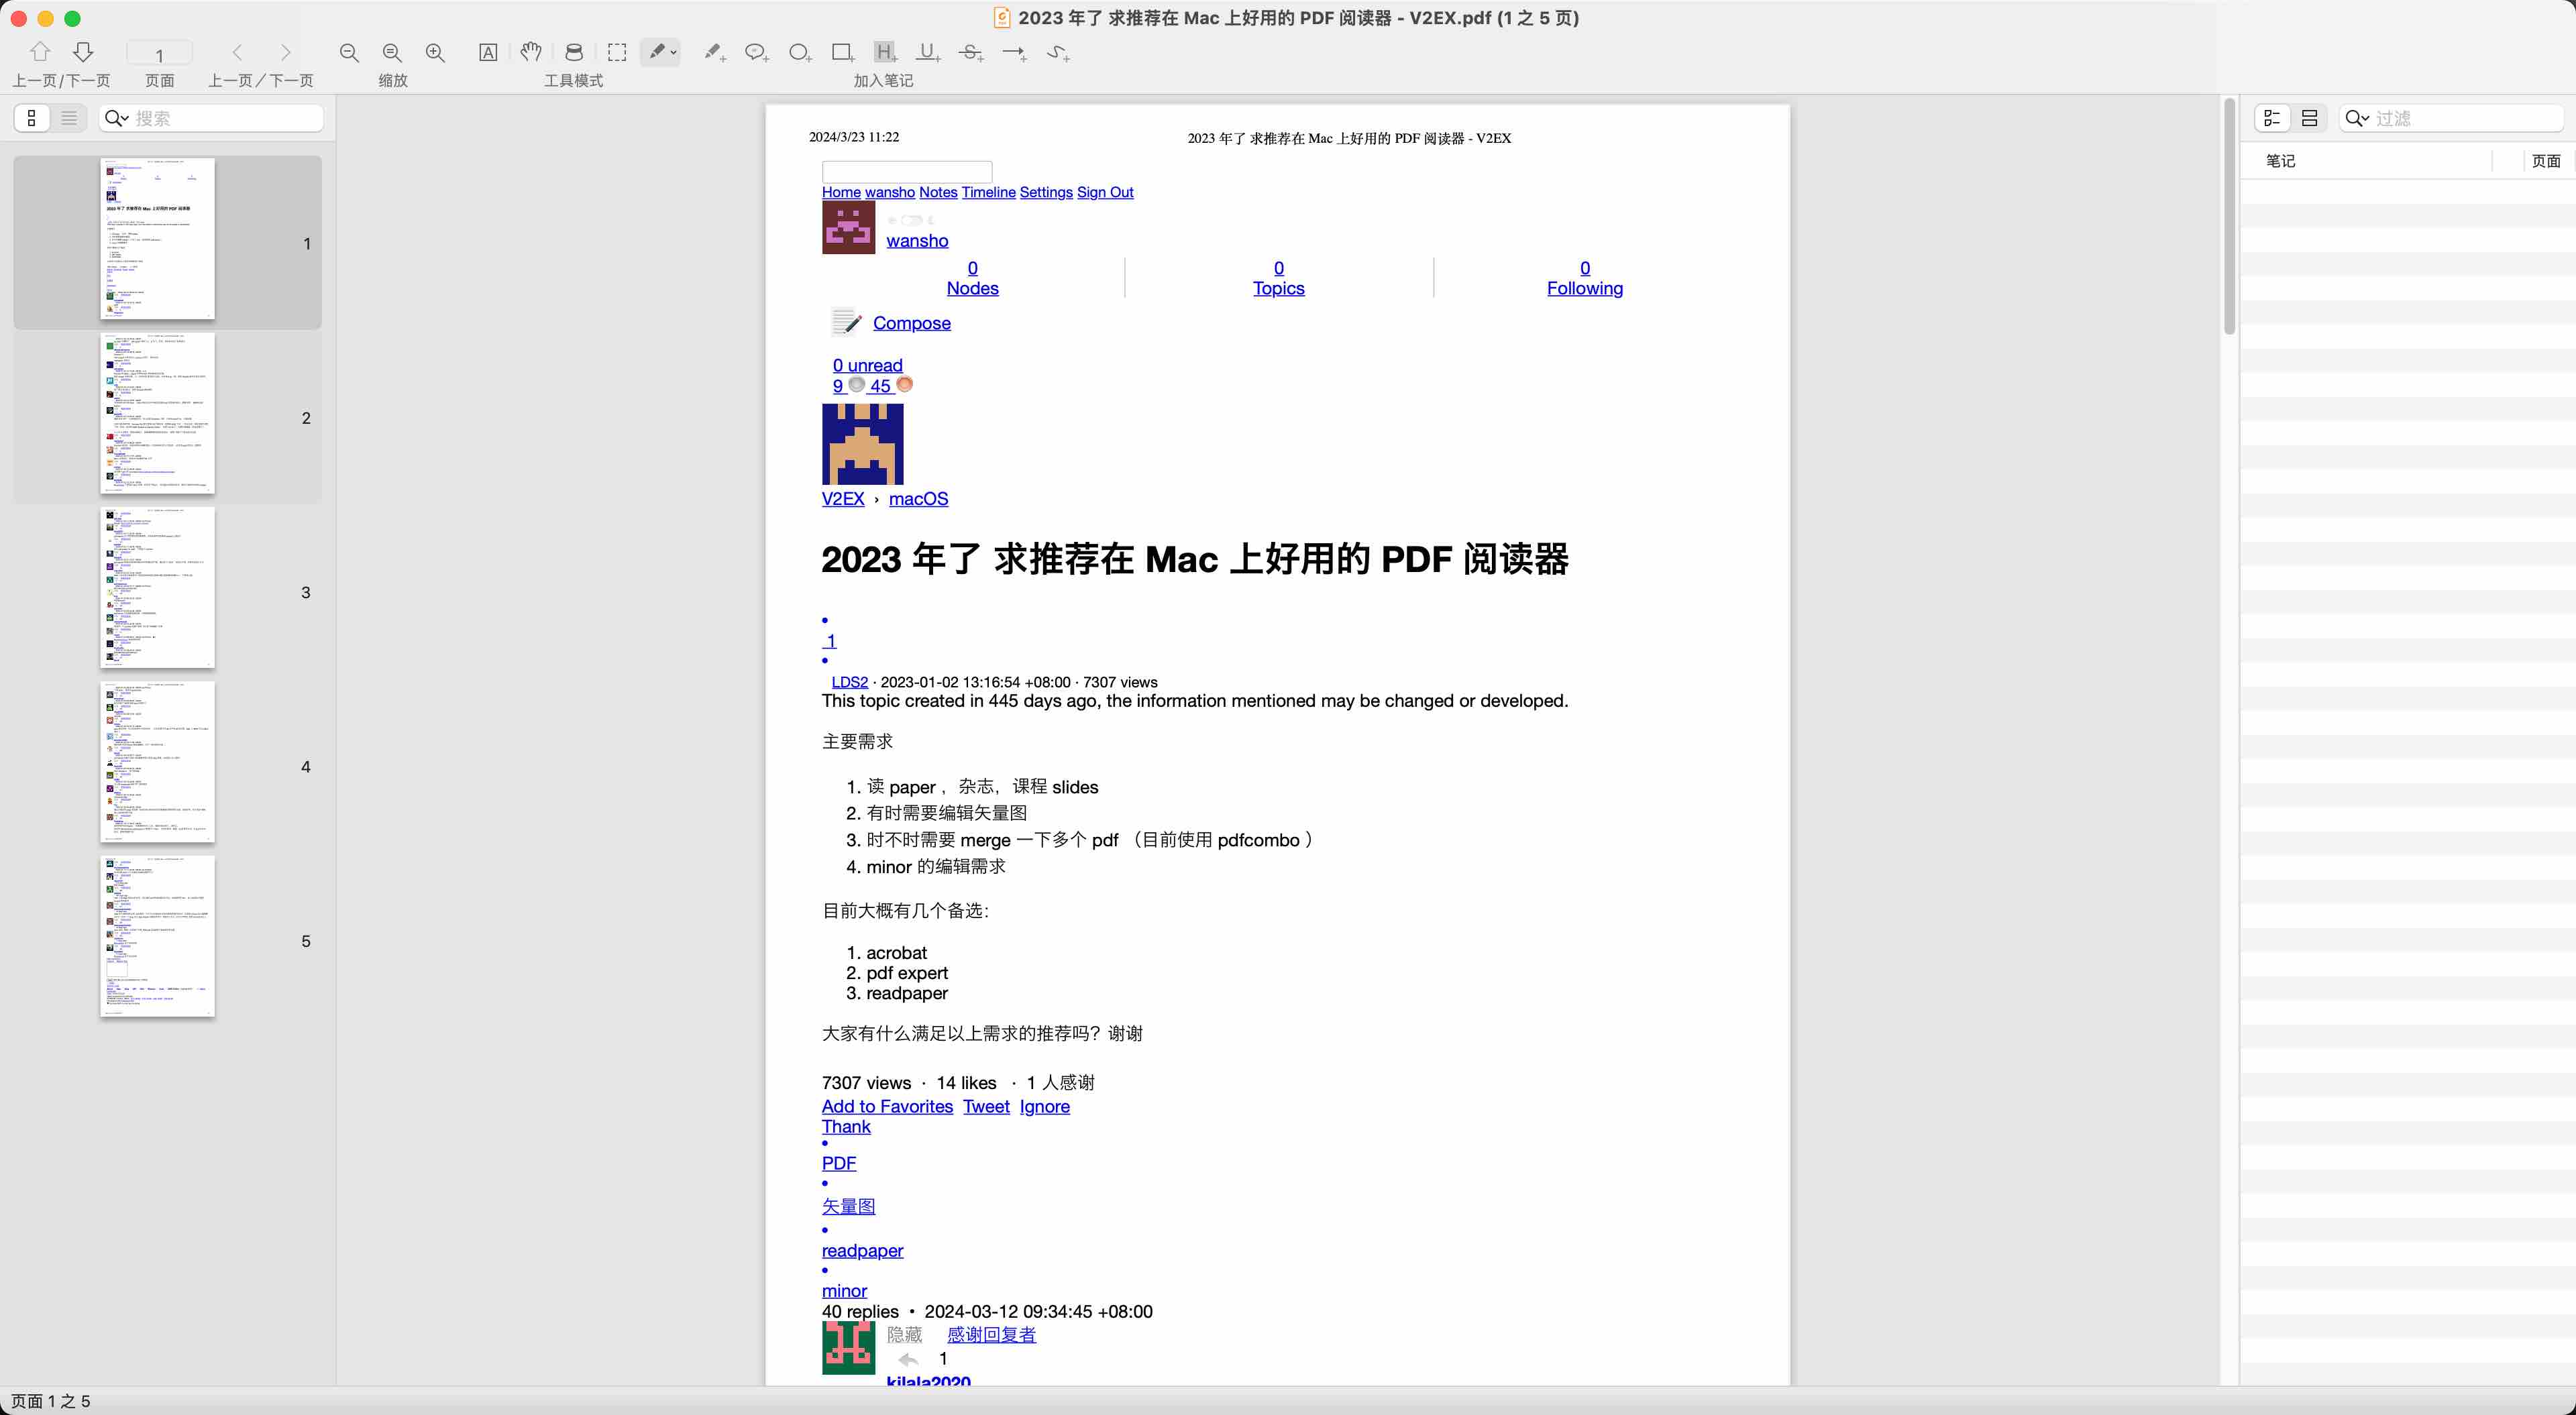 2023 年了 求推荐在 Mac 上好用的 PDF 阅读器 - V2EX.pdf (1 之 5 页)
1
上一页/下一页 页面 上一页/下一页 缩放 工具模式 加入笔记
搜索
1
2
3
4
5
2024/3/23 11:22 2023 年了 求推荐在 Mac 上好用的 PDF 阅读器 - V2EX
Home wansho Notes Timeline Settings Sign Out
wansho
0 0 0
Nodes Topics Following
Compose
0 unread
9 45
V2EX › macOS
2023 年了 求推荐在 Mac 上好用的 PDF 阅读器
1
LDS2 · 2023-01-02 13:16:54 +08:00 · 7307 views
This topic created in 445 days ago, the information mentioned may be changed or developed.
主要需求
1. 读 paper ，杂志，课程 slides
2. 有时需要编辑矢量图
3. 时不时需要 merge 一下多个 pdf （目前使用 pdfcombo ）
4. minor 的编辑需求
目前大概有几个备选：
1. acrobat
2. pdf expert
3. readpaper
大家有什么满足以上需求的推荐吗？谢谢
7307 views · 14 likes · 1 人感谢
Add to Favorites Tweet Ignore
Thank
PDF
矢量图
readpaper
minor
40 replies • 2024-03-12 09:34:45 +08:00
隐藏 感谢回复者
1
kilala2020
过滤
笔记 页面
页面 1 之 5